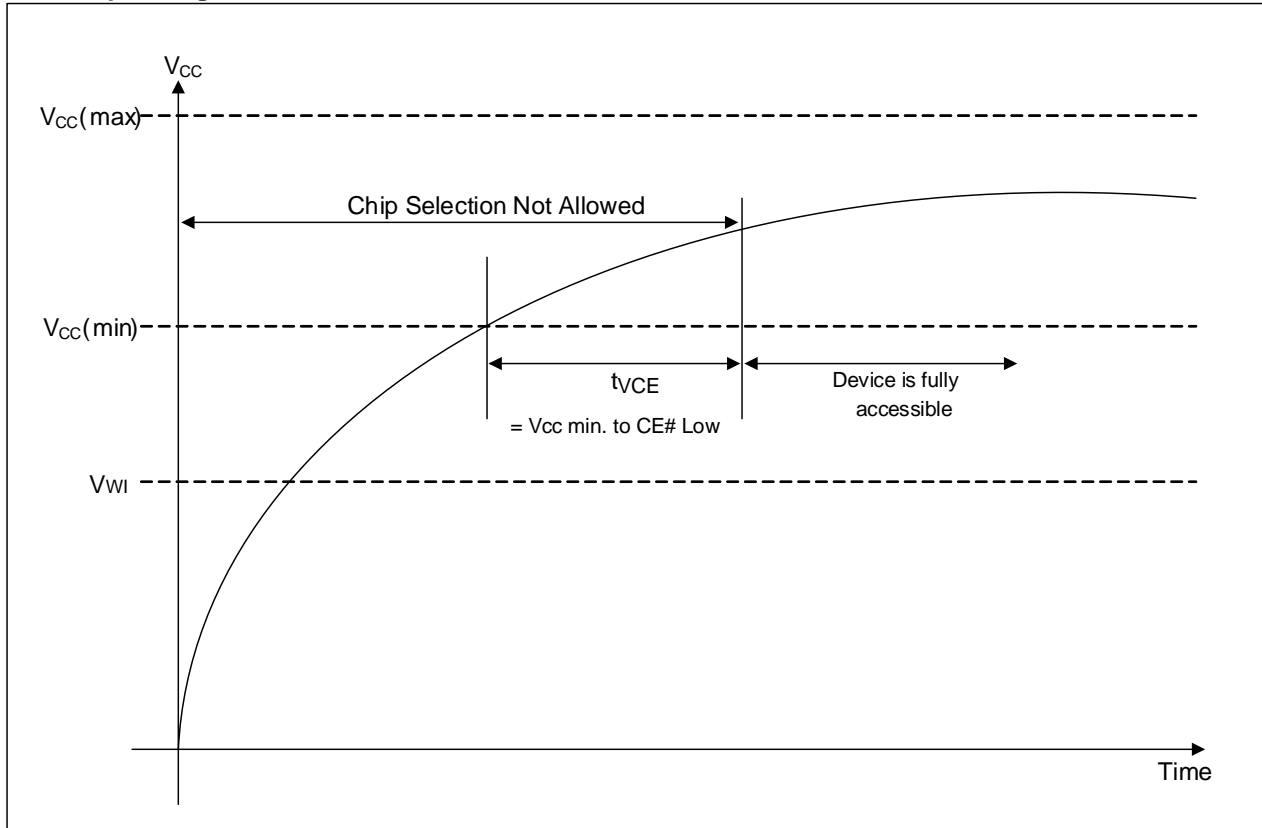 VCC
VCC(max)
Chip Selection Not Allowed
VCC(min)
tVCE
= Vcc min. to CE# Low
Device is fully
accessible
VWI
Time